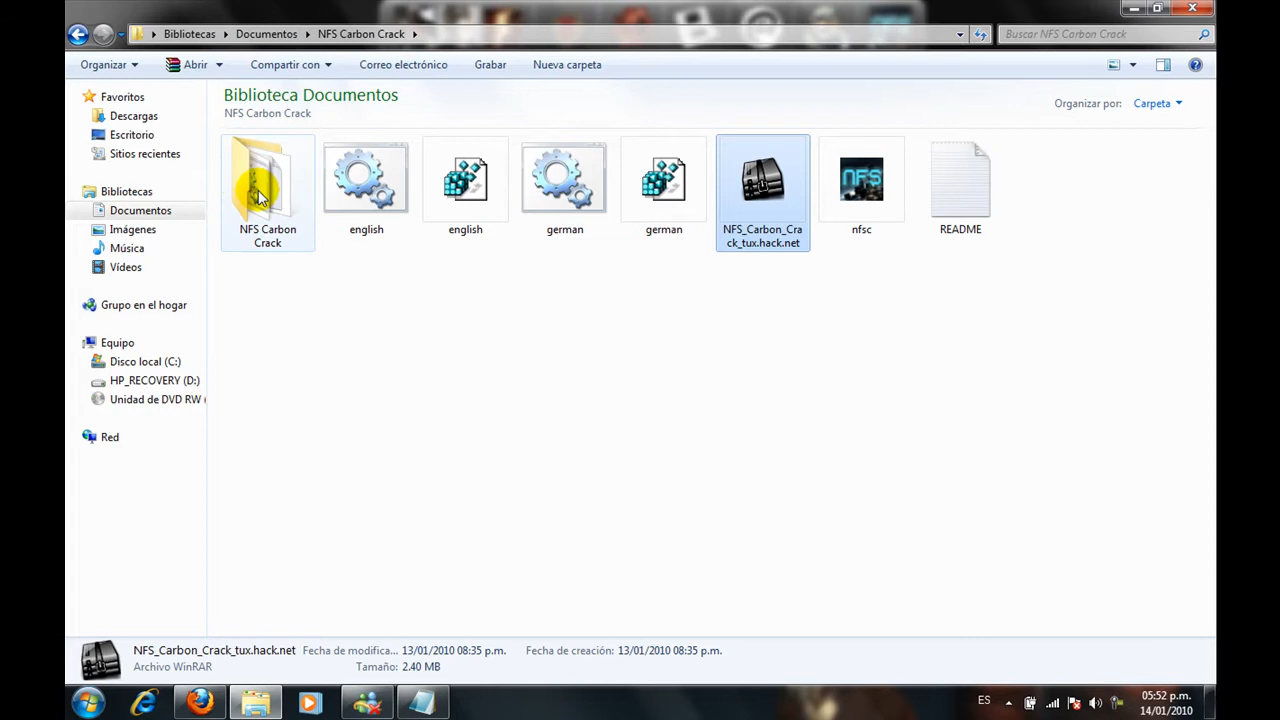 Bibliotecas Documentos NFS Carbon Crack Buscar NFS Carbon Crack
Organizar Abrir Compartir con Correo electrónico Grabar Nueva carpeta
Favoritos
Descargas
Escritorio
Sitios recientes
Bibliotecas
Documentos
Imágenes
Música
Vídeos
Grupo en el hogar
Equipo
Disco local (C:)
HP_RECOVERY (D:)
Unidad de DVD RW (
Red
Biblioteca Documentos
NFS Carbon Crack
Organizar por: Carpeta
NFS
NFS Carbon
Crack
english
english
german
german
NFS_Carbon_Cra
ck_tux.hack.net
nfsc
README
NFS_Carbon_Crack_tux.hack.net Fecha de modifica... 13/01/2010 08:35 p.m. Fecha de creación: 13/01/2010 08:35 p.m.
Archivo WinRAR Tamaño: 2.40 MB
ES 05:52 p.m.
14/01/2010